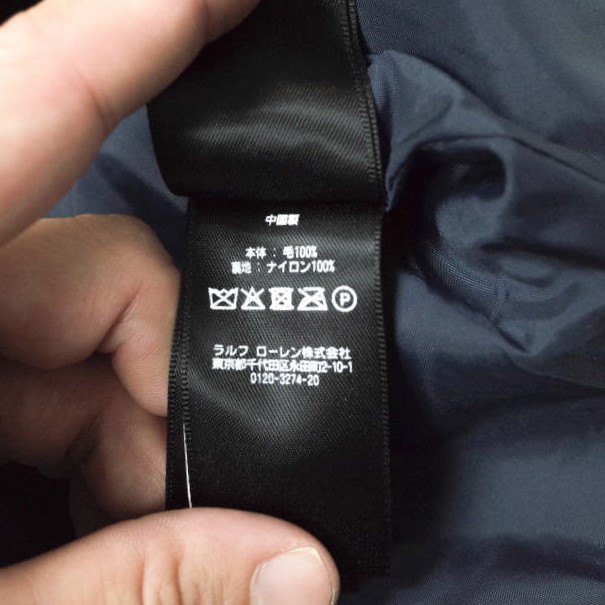 中国製
本体 : 毛100%
裏地 : ナイロン100%
P
ラルフ ローレン株式会社
東京都千代田区永田町2-10-1
0120-3274-20